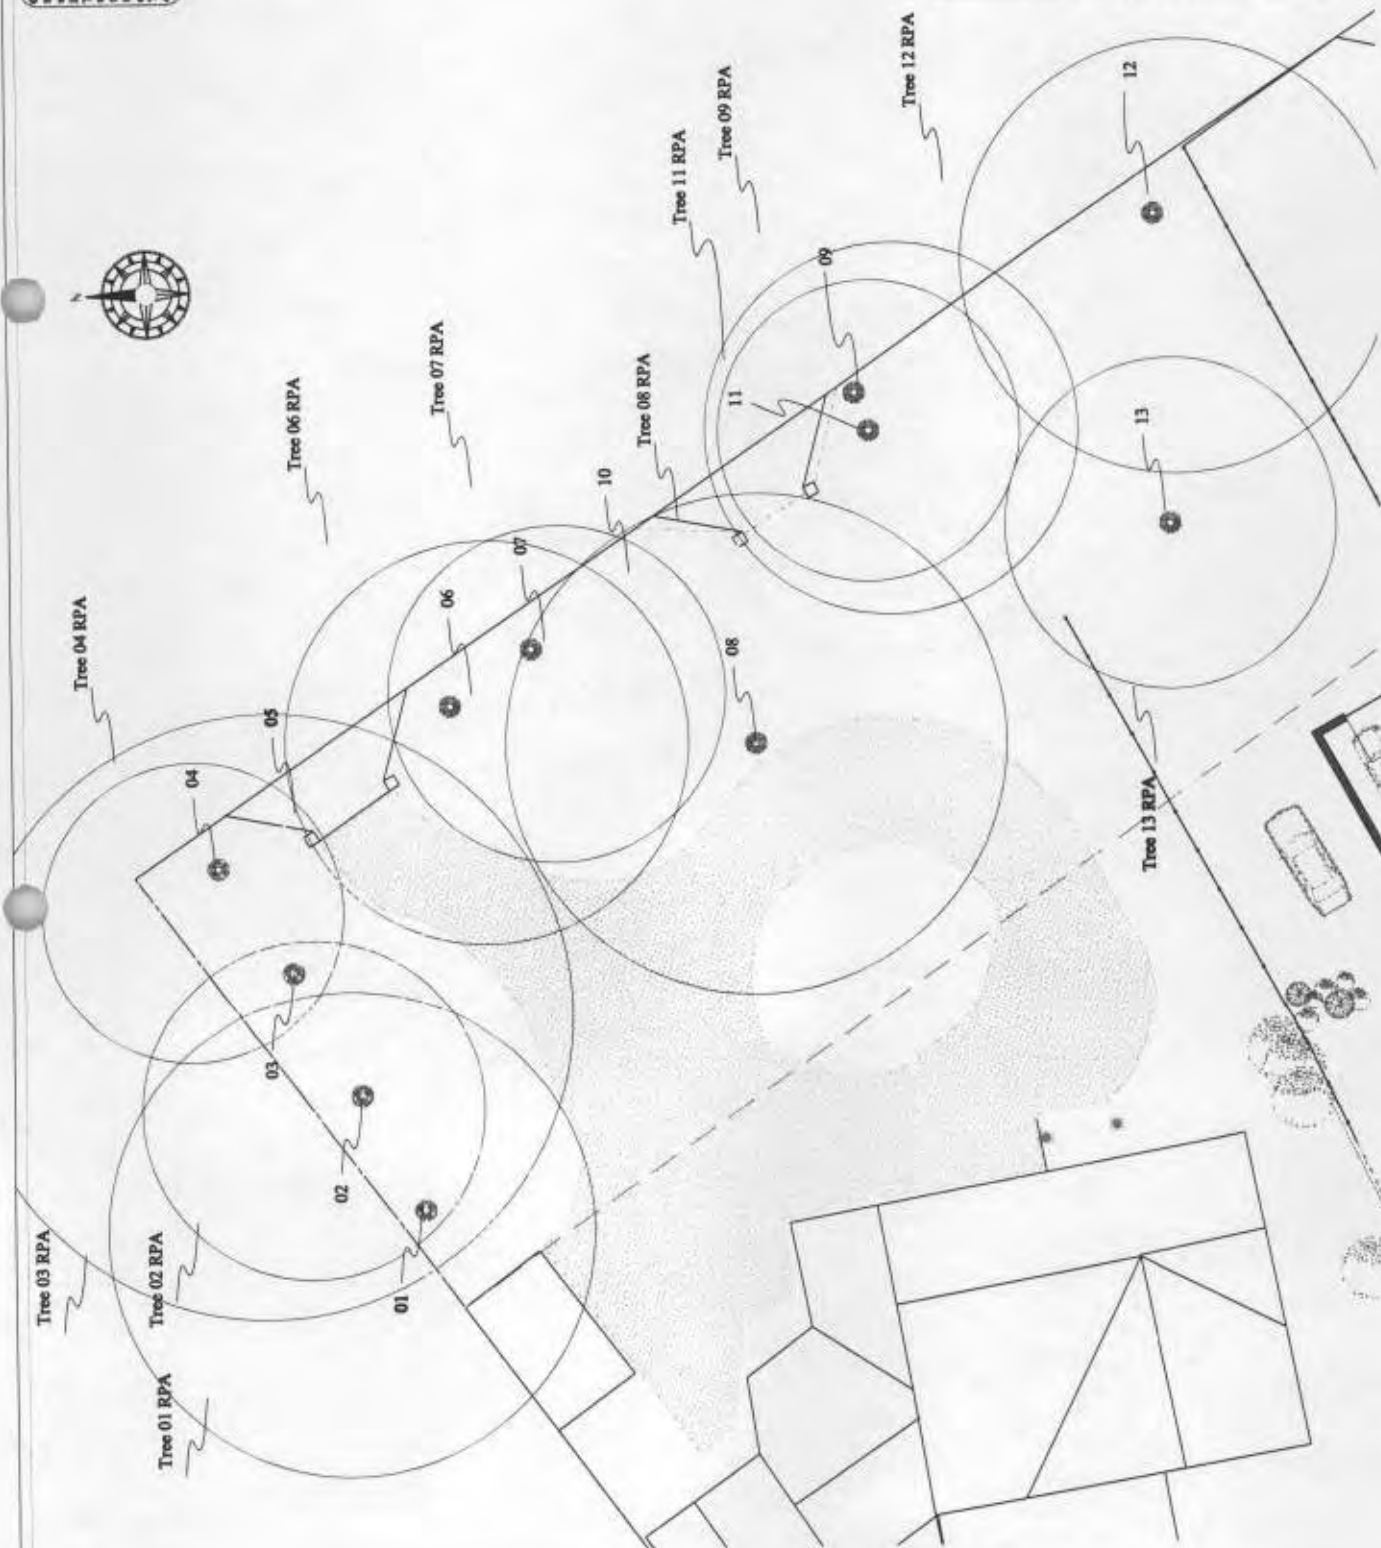 N
Tree 12 RPA
Tree 09 RPA
12
Tree 11 RPA
09
Tree 07 RPA
Tree 08 RPA
Tree 06 RPA
11
13
10
07
06
Tree 04 RPA
08
05
04
Tree 13 RPA
03
02
Tree 03 RPA
Tree 02 RPA
01
Tree 01 RPA